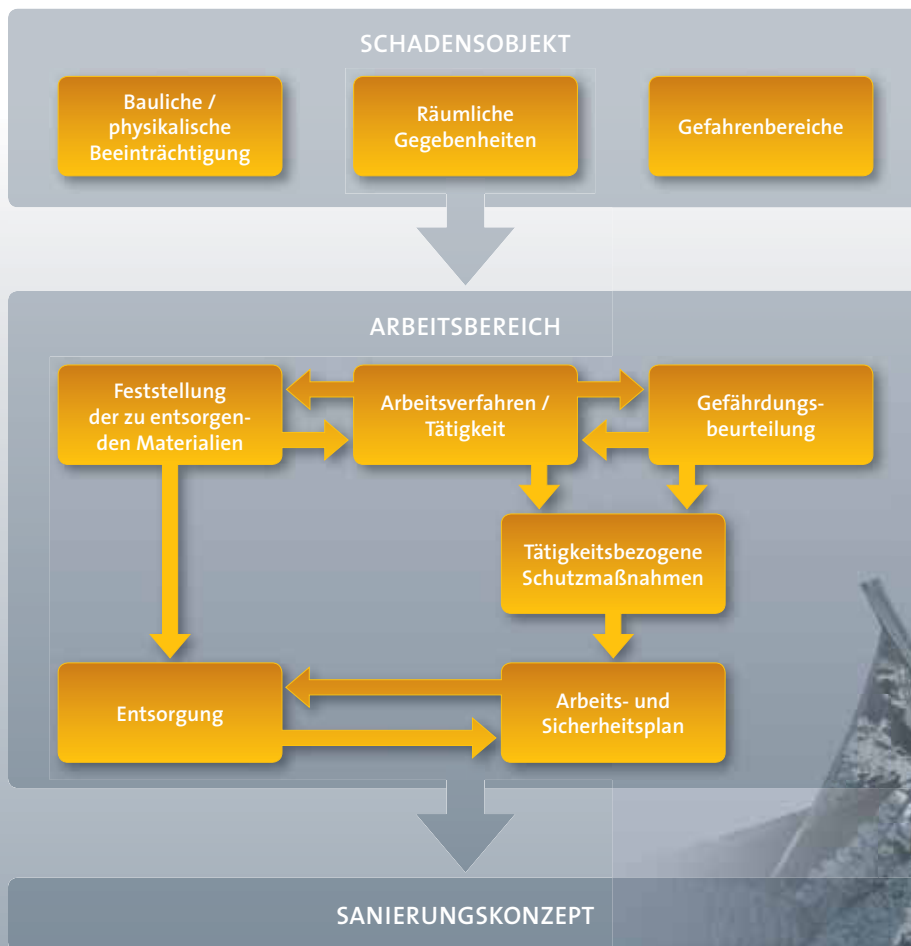 SCHADENSOBJEKT
Bauliche /
physikalische
Beeinträchtigung
Räumliche
Gegebenheiten
Gefahrenbereiche
ARBEITSBEREICH
Feststellung
der zu entsorgen-
den Materialien
Arbeitsverfahren /
Tätigkeit
Gefährdungs-
beurteilung
Tätigkeitsbezogene
Schutzmaßnahmen
Entsorgung
Arbeits- und
Sicherheitsplan
SANIERUNGSKONZEPT